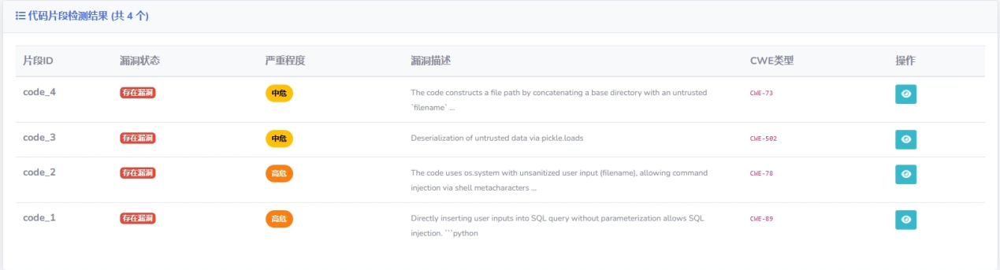 代码片段检测结果 (共 4 个)
片段ID 漏洞状态 严重程度 漏洞描述 CWE类型 操作
code_4 存在漏洞 中危 The code constructs a file path by concatenating a base directory with an untrusted CWE-73
`filename` ...
code_3 存在漏洞 中危 Deserialization of untrusted data via pickle.loads CWE-502
code_2 存在漏洞 高危 The code uses os.system with unsanitized user input (filename), allowing command CWE-78
injection via shell metacharacters ...
code_1 存在漏洞 高危 Directly inserting user inputs into SQL query without parameterization allows SQL CWE-89
injection. ```python